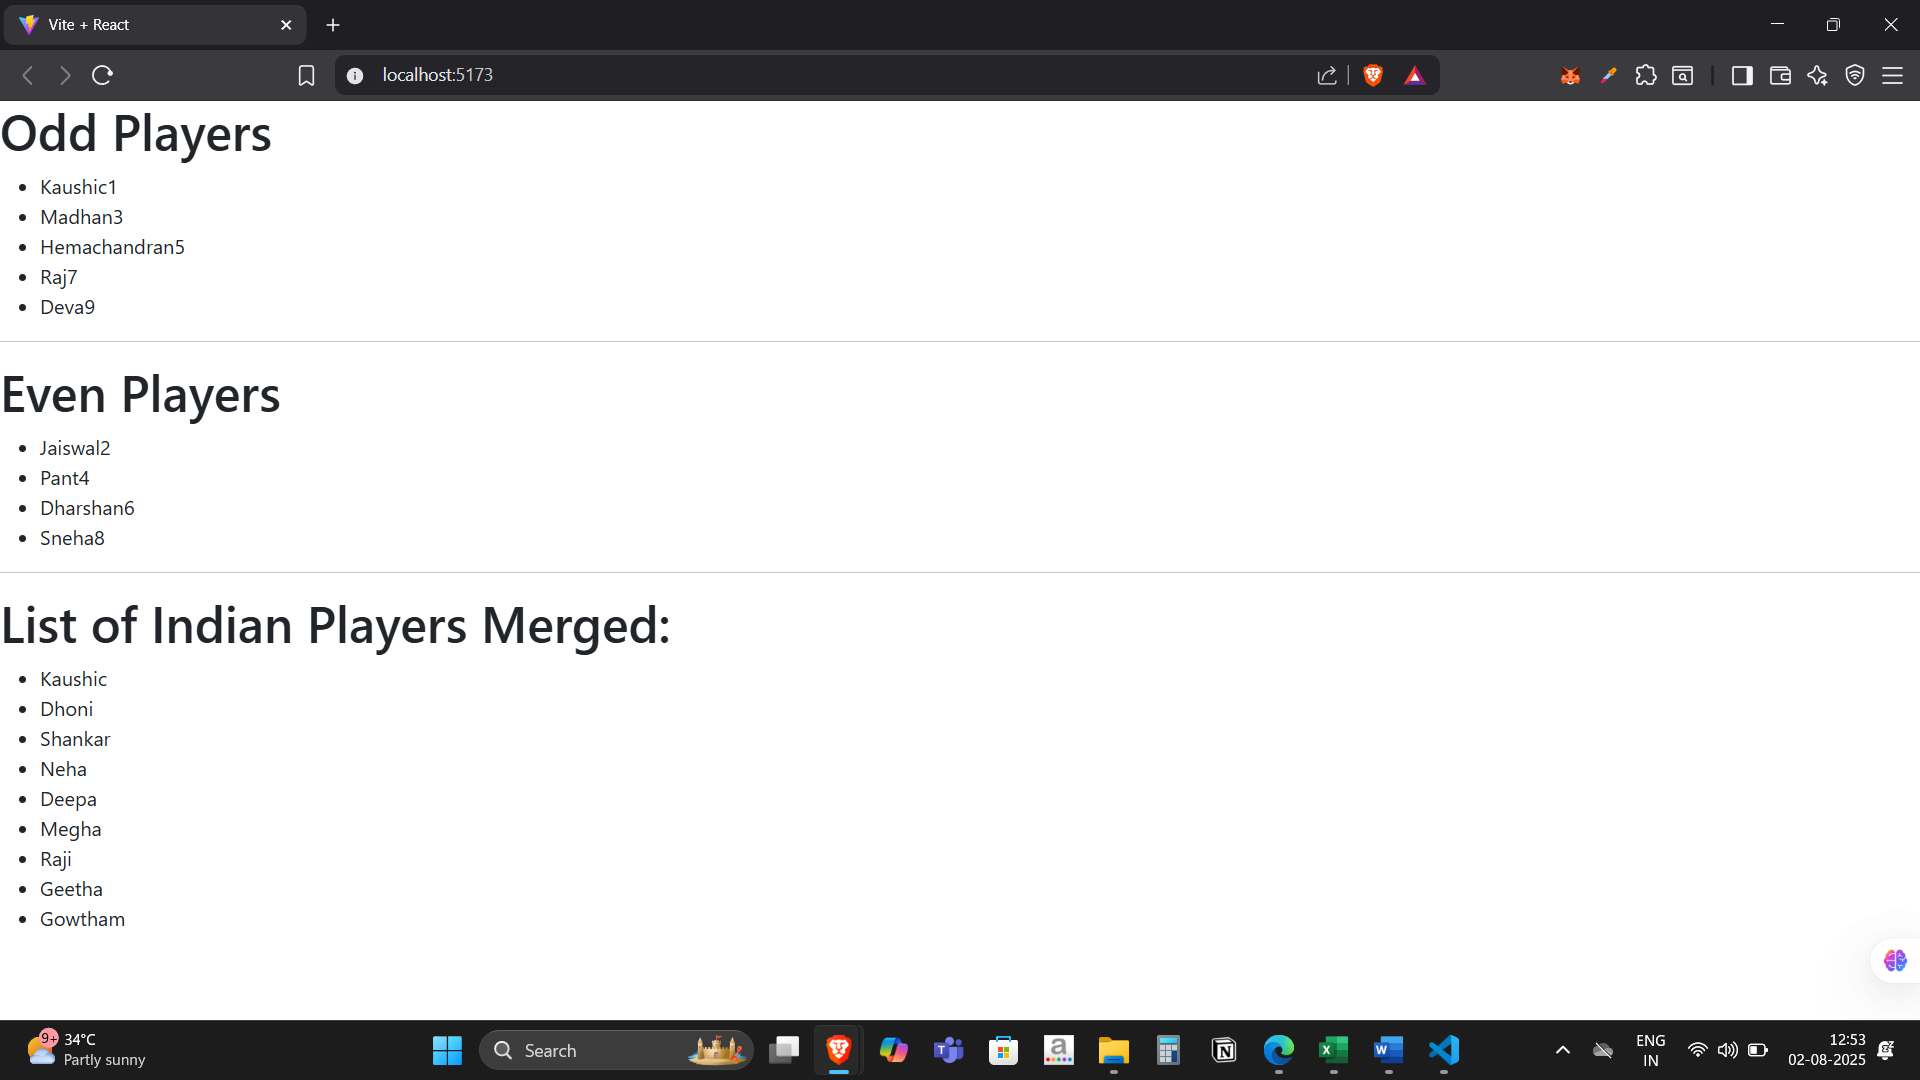 Vite + React
localhost:5173
Odd Players
Kaushic1
Madhan3
Hemachandran5
Raj7
Deva9
Even Players
Jaiswal2
Pant4
Dharshan6
Sneha8
List of Indian Players Merged:
Kaushic
Dhoni
Shankar
Neha
Deepa
Megha
Raji
Geetha
Gowtham
9+
34°C
Partly sunny
Search
ENG
IN
12:53
02-08-2025